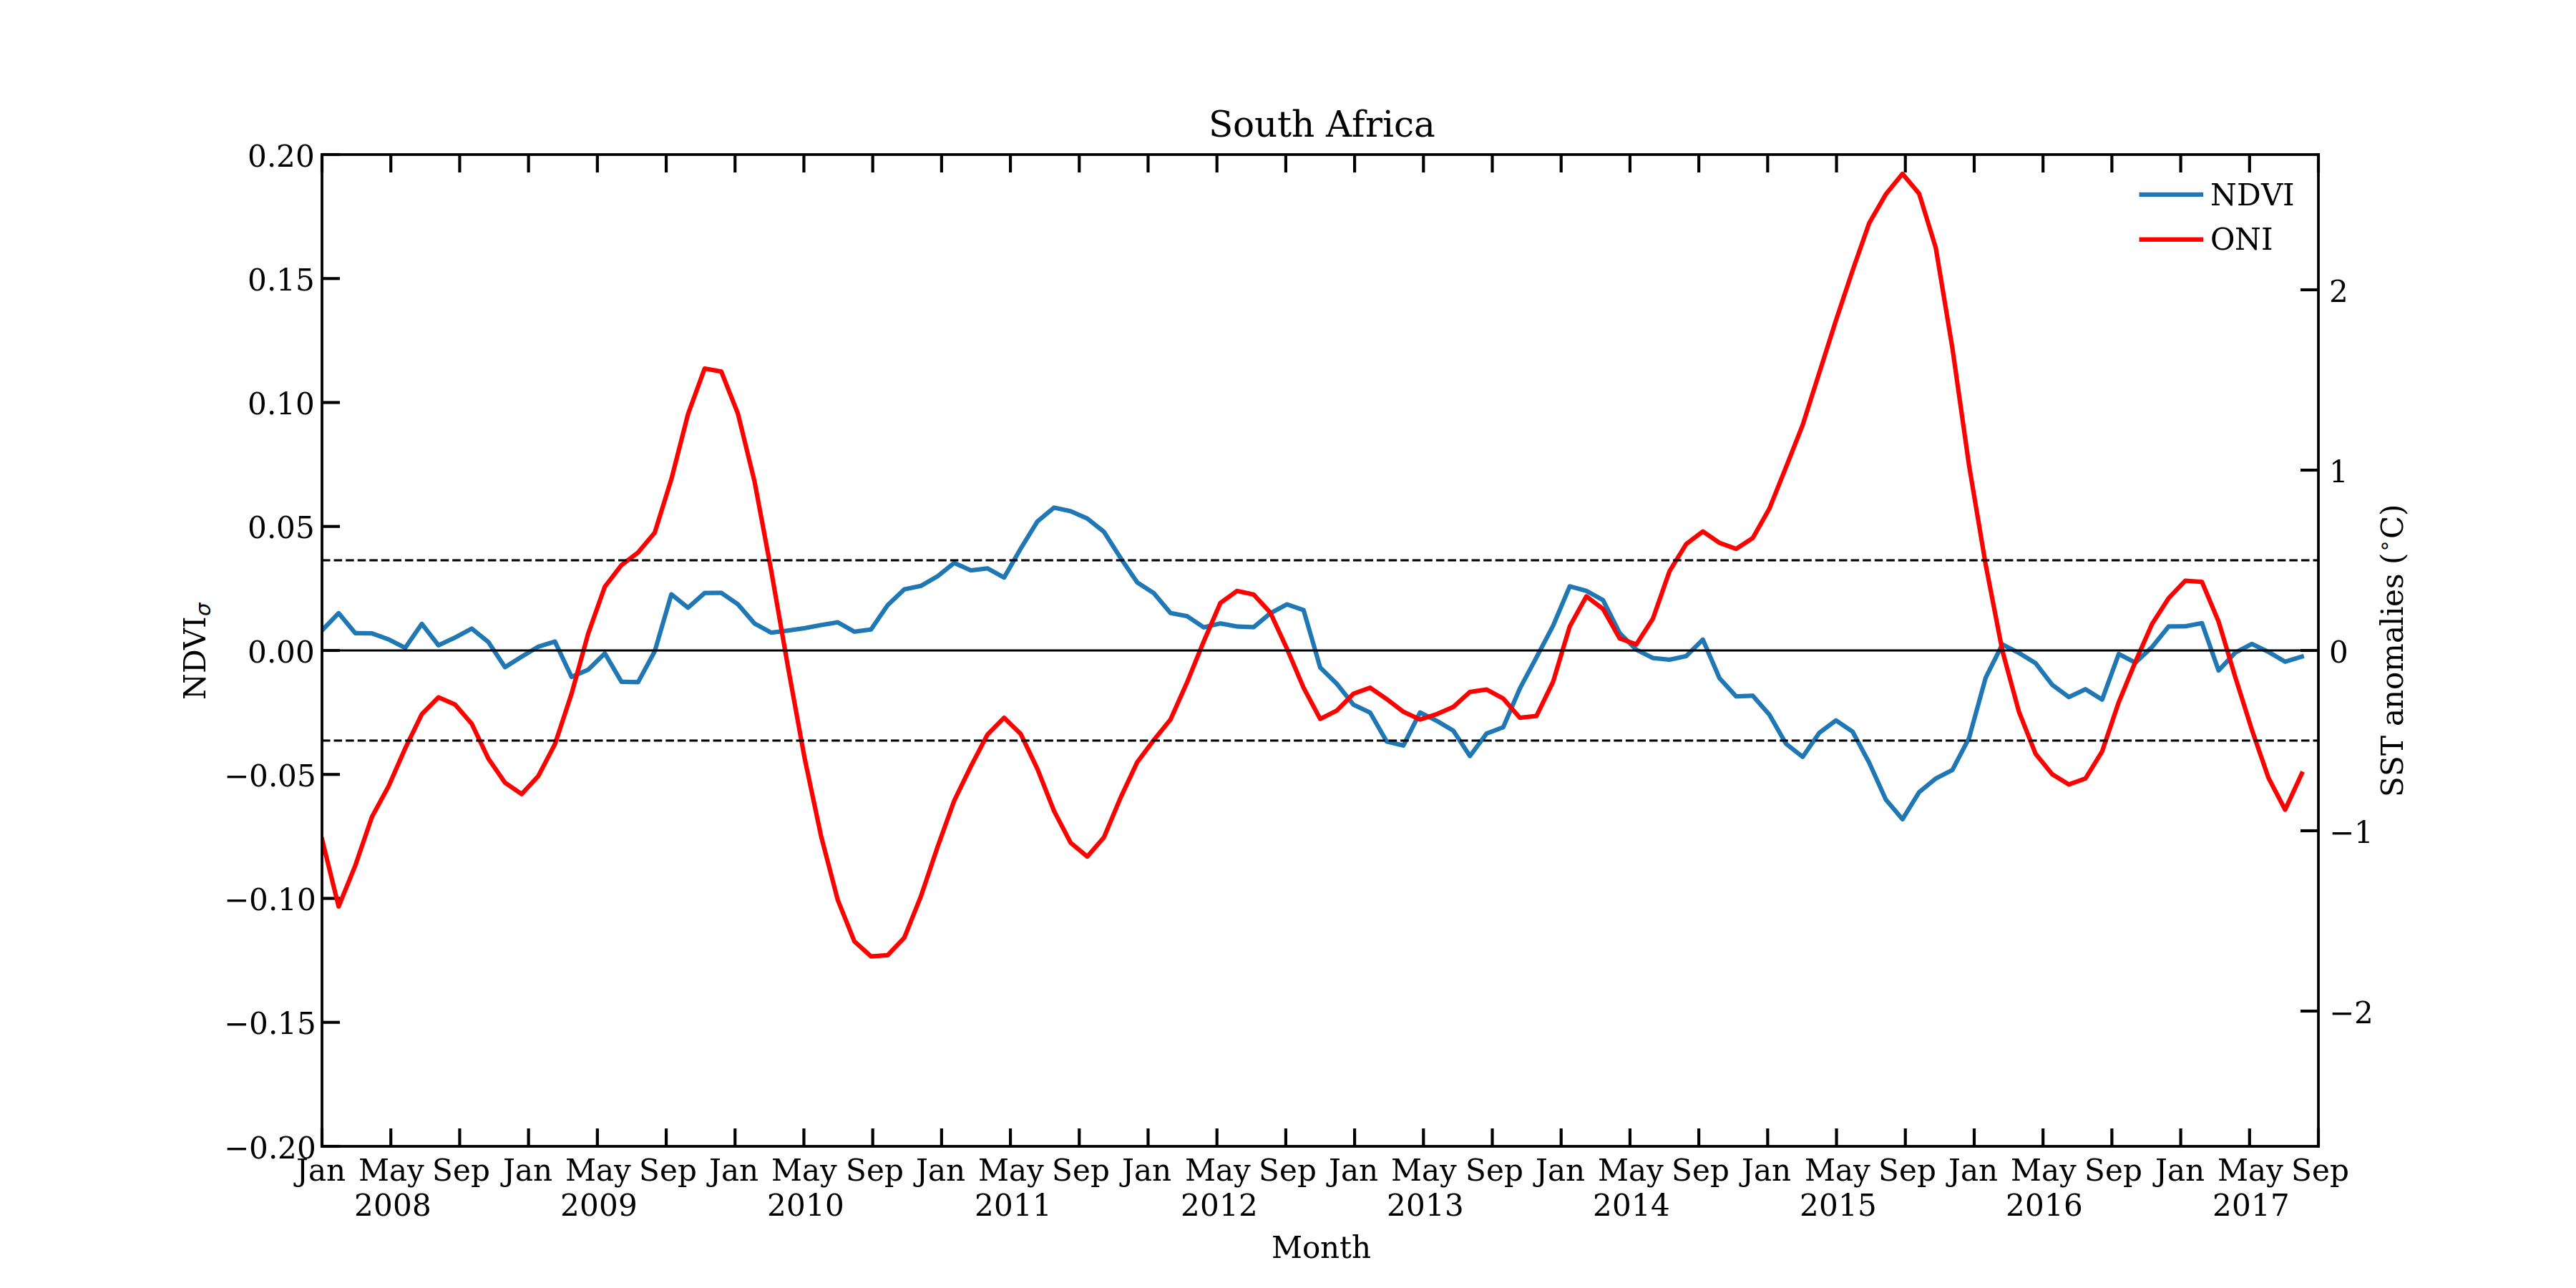 South Africa
0.20
0.15
0.10
0.05
0.00
−0.05
−0.10
−0.15
−0.20
NDVIσ
NDVI
ONI
2
1
0
−1
−2
SST anomalies (°C)
Jan May Sep Jan May Sep Jan May Sep Jan May Sep Jan May Sep Jan May Sep Jan May Sep Jan May Sep Jan May Sep Jan May Sep
2008 2009 2010 2011 2012 2013 2014 2015 2016 2017
Month